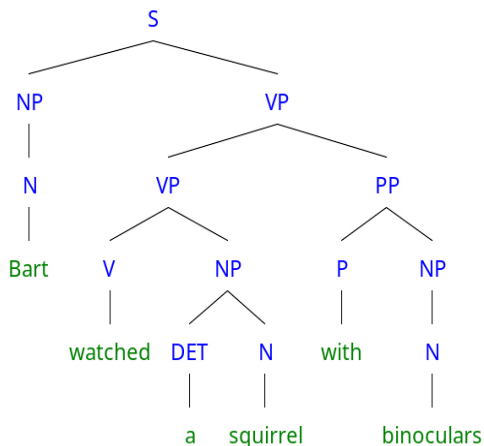 S
NP VP
N VP PP
Bart V NP P NP
watched DET N with N
a squirrel binoculars